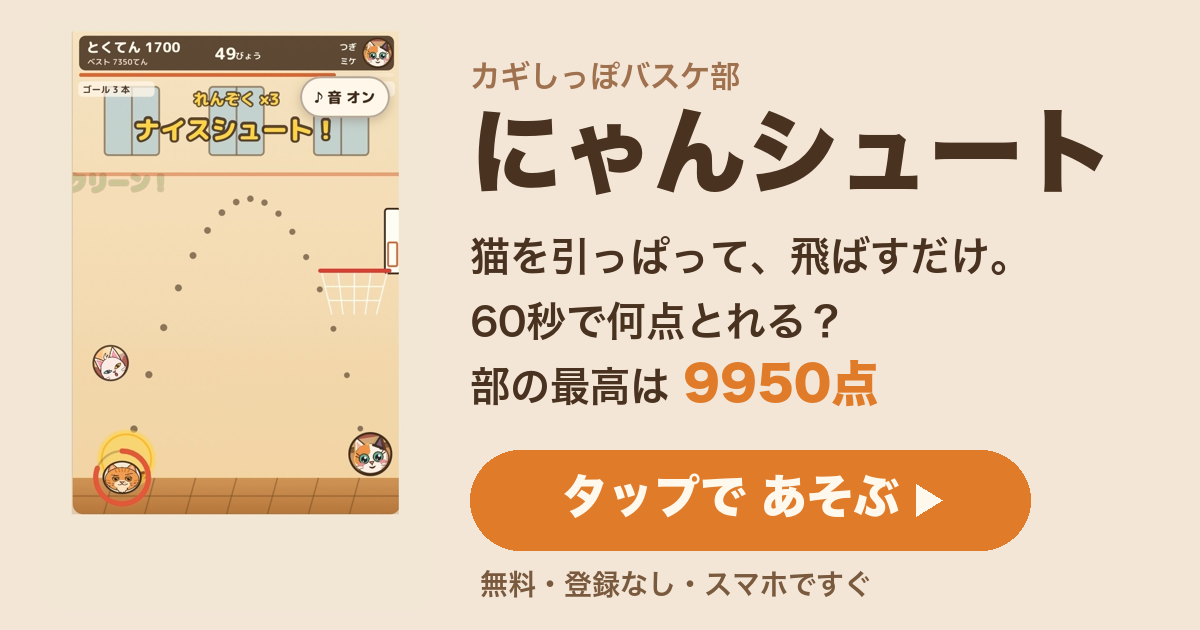 とくてん 1700
ベスト 7350てん
49びょう
つぎ
ミケ
ゴール 3 本
れんぞく ×3
♪ 音 オン
ナイスシュート！
クリーン！
カギしっぽバスケ部
にゃんシュート
猫を引っぱって、飛ばすだけ。
60秒で何点とれる？
部の最高は 9950点
タップで あそぶ ▶
無料・登録なし・スマホですぐ